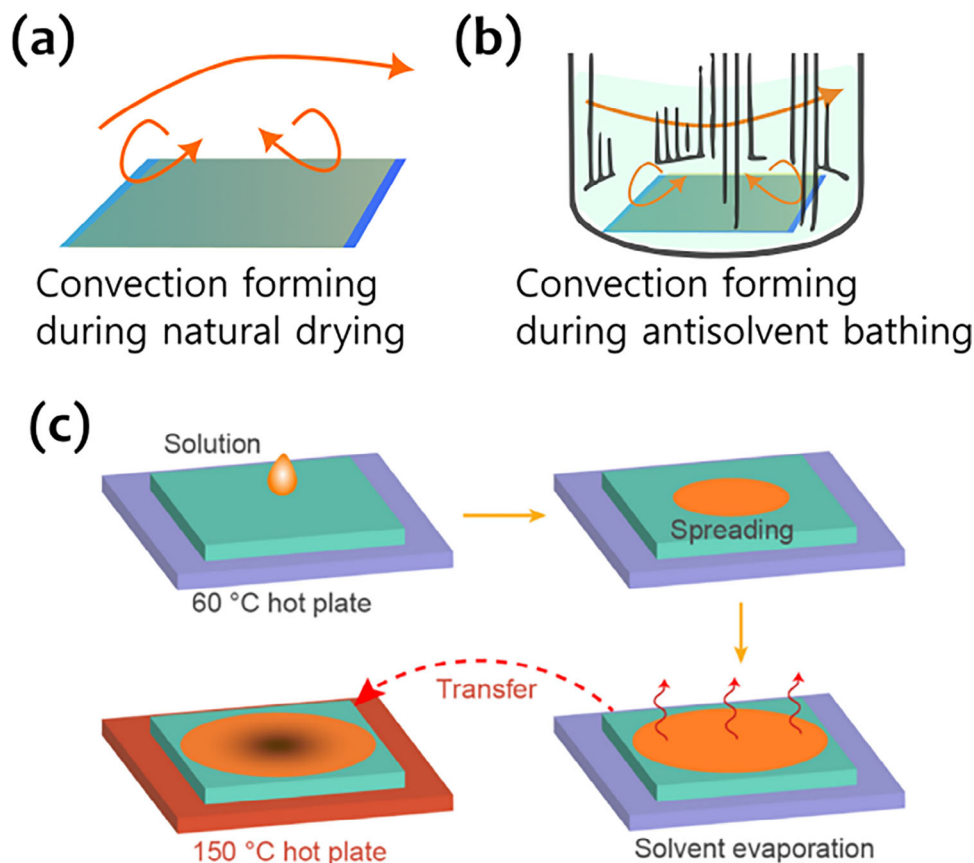 (a)
(b)
Convection forming
during natural drying
Convection forming
during antisolvent bathing
(c)
Solution
60 °C hot plate
Spreading
Transfer
150 °C hot plate
Solvent evaporation